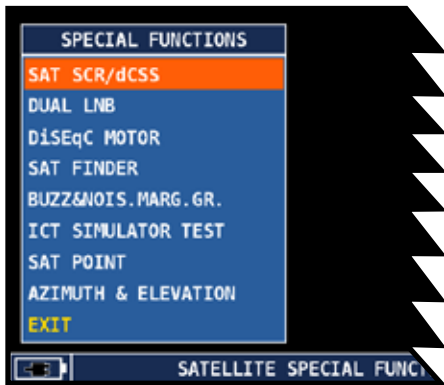 SPECIAL FUNCTIONS
SAT SCR/dCSS
DUAL LNB
DiSEqC MOTOR
SAT FINDER
BUZZ&NOIS.MARG.GR.
ICT SIMULATOR TEST
SAT POINT
AZIMUTH & ELEVATION
EXIT
SATELLITE SPECIAL FUNCT